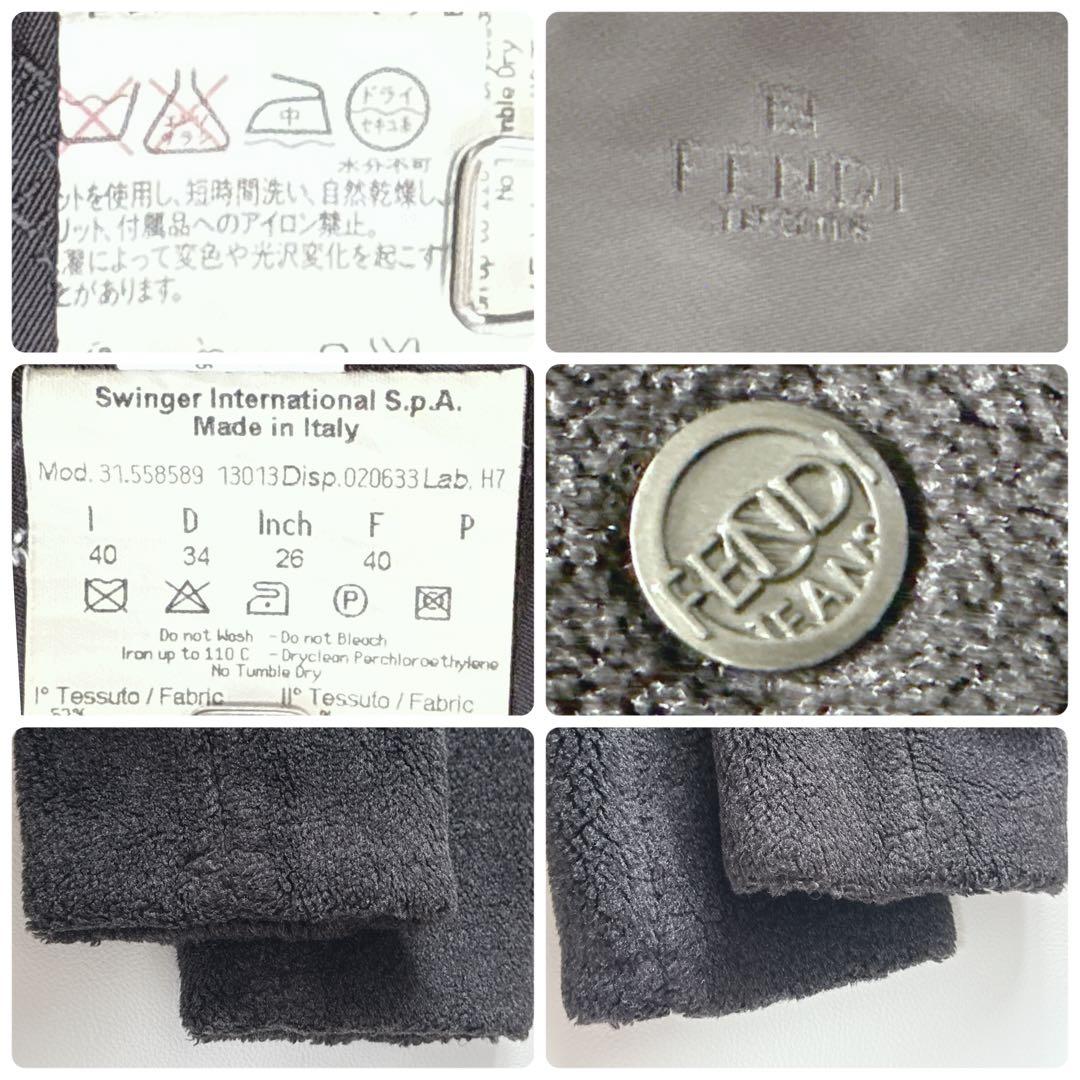 中
ドライ
セキユ系
水分不可
ットを使用し、短時間洗い、自然乾燥し、
リット、付属品へのアイロン禁止。
濯によって変色や光沢変化を起こす
とがあります。
No T
mble Dry
FENDI
Swinger International S.p.A.
Made in Italy
Mod. 31.558589 13013 Disp.020633 Lab. H7
I D Inch F P
40 34 26 40
P
Do not Wash - Do not Bleach
Iron up to 110 C - Dryclean Perchloroethylene
No Tumble Dry
I° Tessuto / Fabric II° Tessuto / Fabric
FENDI
JEANS